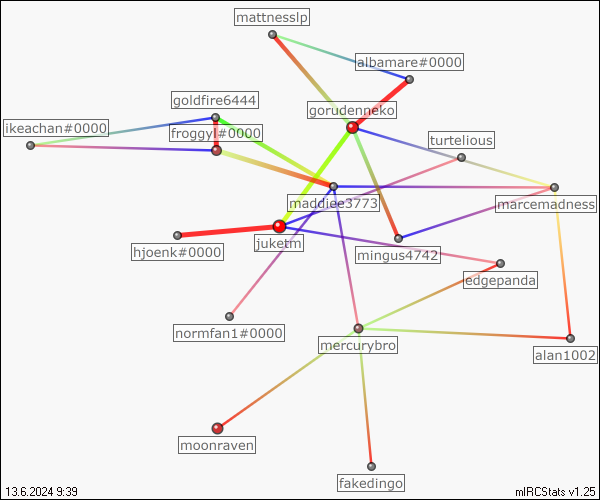 mattnesslp
albamare#0000
goldfire6444
gorudenneko
ikeachan#0000
froggyl#0000
turtelious
maddiee3773
marcemadness
juketm
hjoenk#0000
mingus4742
edgepanda
normfan1#0000
mercurybro
alan1002
moonraven
fakedingo
13.6.2024 9:39
mIRCStats v1.25